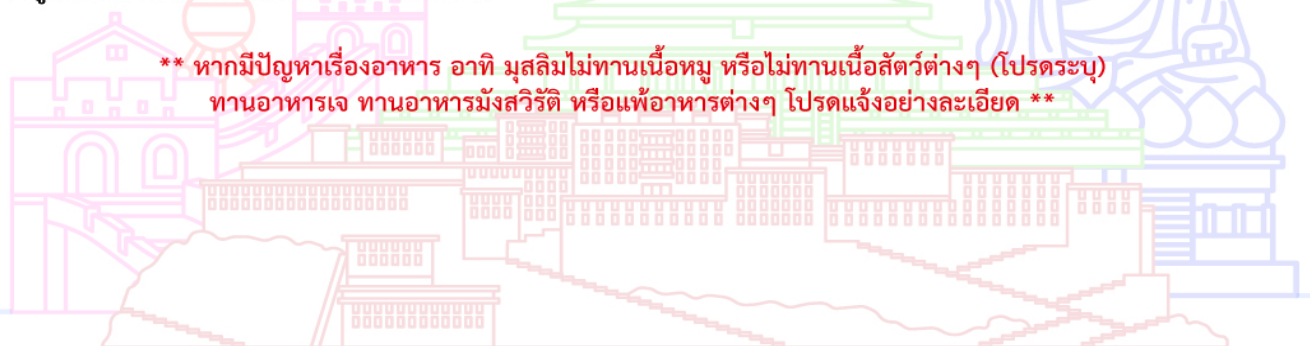 ** หากมีปัญหาเรื่องอาหาร อาทิ มุสลิมไม่ทานเนื้อหมู หรือไม่ทานเนื้อสัตว์ต่างๆ (โปรดระบุ)
ทานอาหารเจ ทานอาหารมังสวิรัติ หรือแพ้อาหารต่างๆ โปรดแจ้งอย่างละเอียด **